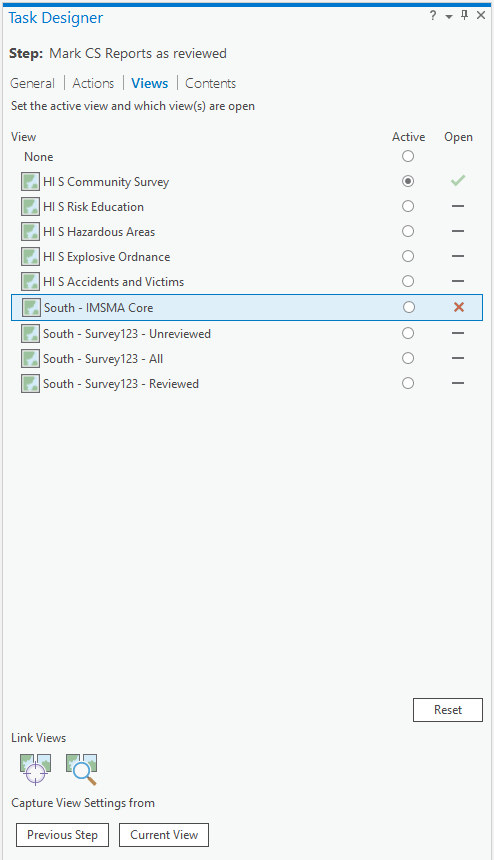 Task Designer
?
Step: Mark CS Reports as reviewed
General Actions Views Contents
Set the active view and which view(s) are open
View Active Open
None
HI S Community Survey
HI S Risk Education
HI S Hazardous Areas
HI S Explosive Ordnance
HI S Accidents and Victims
South - IMSMA Core
South - Survey123 - Unreviewed
South - Survey123 - All
South - Survey123 - Reviewed
Reset
Link Views
Capture View Settings from
Previous Step Current View